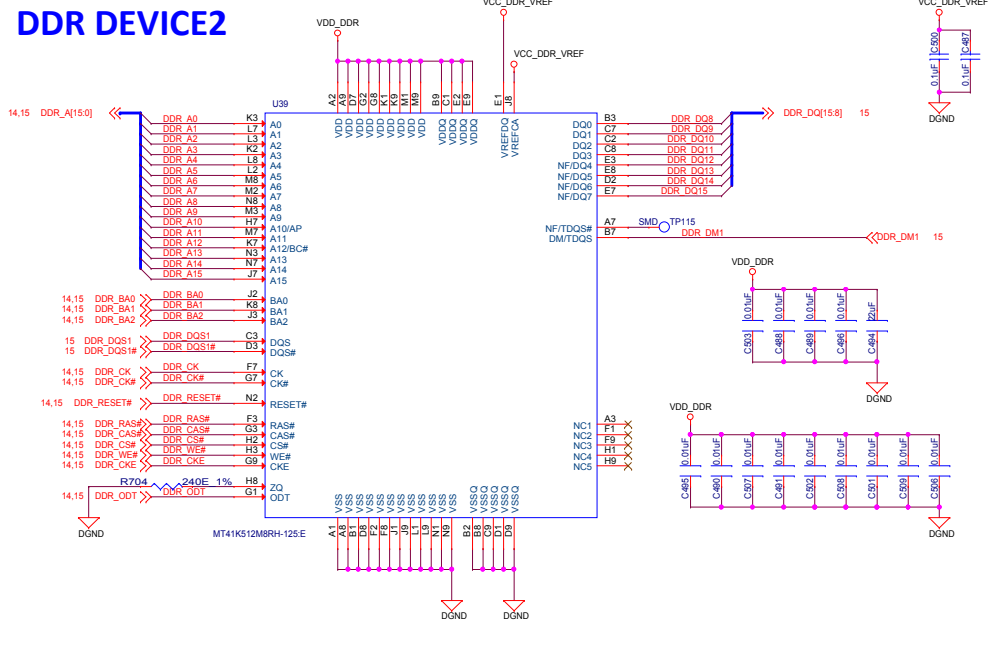 DDR DEVICE2
VCC_DDR_VREF
VCC_DDR_VREF
VDD_DDR
VCC_DDR_VREF
C500
0.1uF
C487
0.1uF
DGND
A2 A9 D7 G2 G8 K1 K9 M1 M9 B9 C1 E2 E9 E1 J8
U39
VDD VDD VDD VDD VDD VDD VDD VDD VDD VDDQ VDDQ VDDQ VDDQ VREFDQ VREFCA
14,15 DDR_A[15:0]
DDR_A0 K3 A0
DDR_A1 L7 A1
DDR_A2 L3 A2
DDR_A3 K2 A3
DDR_A4 L8 A4
DDR_A5 L2 A5
DDR_A6 M8 A6
DDR_A7 M2 A7
DDR_A8 N8 A8
DDR_A9 M3 A9
DDR_A10 H7 A10/AP
DDR_A11 M7 A11
DDR_A12 K7 A12/BC#
DDR_A13 N3 A13
DDR_A14 N7 A14
DDR_A15 J7 A15
14,15 DDR_BA0 DDR_BA0 J2 BA0
14,15 DDR_BA1 DDR_BA1 K8 BA1
14,15 DDR_BA2 DDR_BA2 J3 BA2
15 DDR_DQS1 DDR_DQS1 C3 DQS
15 DDR_DQS1# DDR_DQS1# D3 DQS#
14,15 DDR_CK DDR_CK F7 CK
14,15 DDR_CK# DDR_CK# G7 CK#
14,15 DDR_RESET# DDR_RESET# N2 RESET#
14,15 DDR_RAS# DDR_RAS# F3 RAS#
14,15 DDR_CAS# DDR_CAS# G3 CAS#
14,15 DDR_CS# DDR_CS# H2 CS#
14,15 DDR_WE# DDR_WE# H3 WE#
14,15 DDR_CKE DDR_CKE G9 CKE
R704 240E 1% H8 ZQ
14,15 DDR_ODT DDR_ODT G1 ODT
DGND
MT41K512M8RH-125:E
DQ0 B3 DDR_DQ8
DQ1 C7 DDR_DQ9
DQ2 C2 DDR_DQ10
DQ3 C8 DDR_DQ11
NF/DQ4 E3 DDR_DQ12
NF/DQ5 E8 DDR_DQ13
NF/DQ6 D2 DDR_DQ14
NF/DQ7 E7 DDR_DQ15
DDR_DQ[15:8] 15
NF/TDQS# A7 SMD TP115
DM/TDQS B7 DDR_DM1 DDR_DM1 15
NC1 A3
NC2 F1
NC3 F9
NC4 H1
NC5 H9
VSS VSS VSS VSS VSS VSS VSS VSS VSS VSS VSS VSS VSSQ VSSQ VSSQ VSSQ VSSQ
A1 A8 B1 D8 F2 F8 J1 J9 L1 L9 N1 N9 B2 B8 C9 D1 D9
DGND DGND
VDD_DDR
0.01uF 0.01uF 0.01uF 0.01uF 22uF
C503 C488 C489 C496 C494
DGND
VDD_DDR
0.01uF 0.01uF 0.01uF 0.01uF 0.01uF 0.01uF 0.01uF 0.01uF 0.01uF
C495 C490 C507 C491 C502 C508 C501 C509 C506
DGND